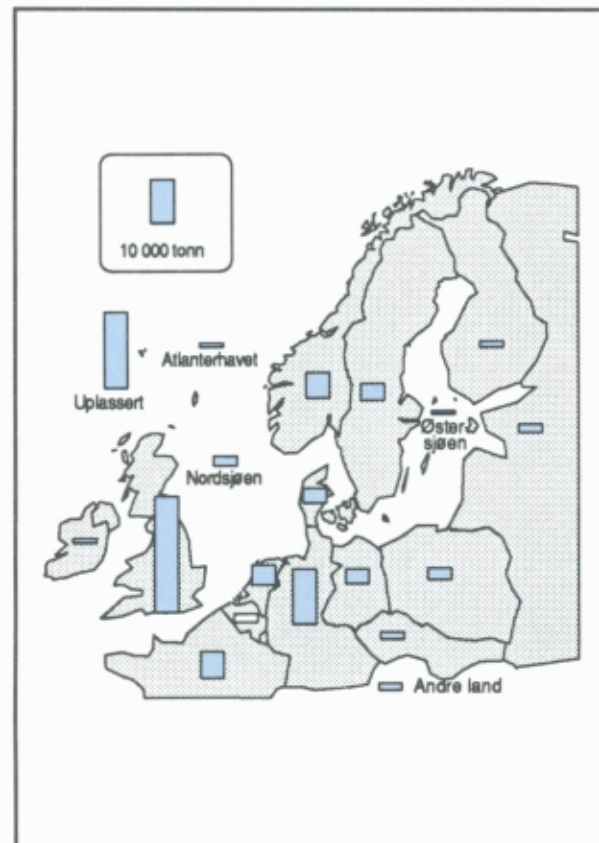 10 000 tonn
Uplassert
Atlanterhavet
Øster
sjøen
Nordsjøen
Andre land